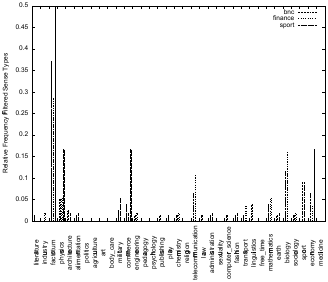 bnc
finance
sport
Relative Frequency Filtered Sense Types
0.5
0.45
0.4
0.35
0.3
0.25
0.2
0.15
0.1
0.05
0
literature
industry
factotum
physics
architecture
alimentation
politics
agriculture
art
body_care
military
commerce
engineering
pedagogy
psychology
publishing
play
chemistry
religion
telecommunication
law
administration
sexuality
computer_science
fashion
transport
linguistics
free_time
mathematics
earth
biology
sociology
sport
economy
medicine